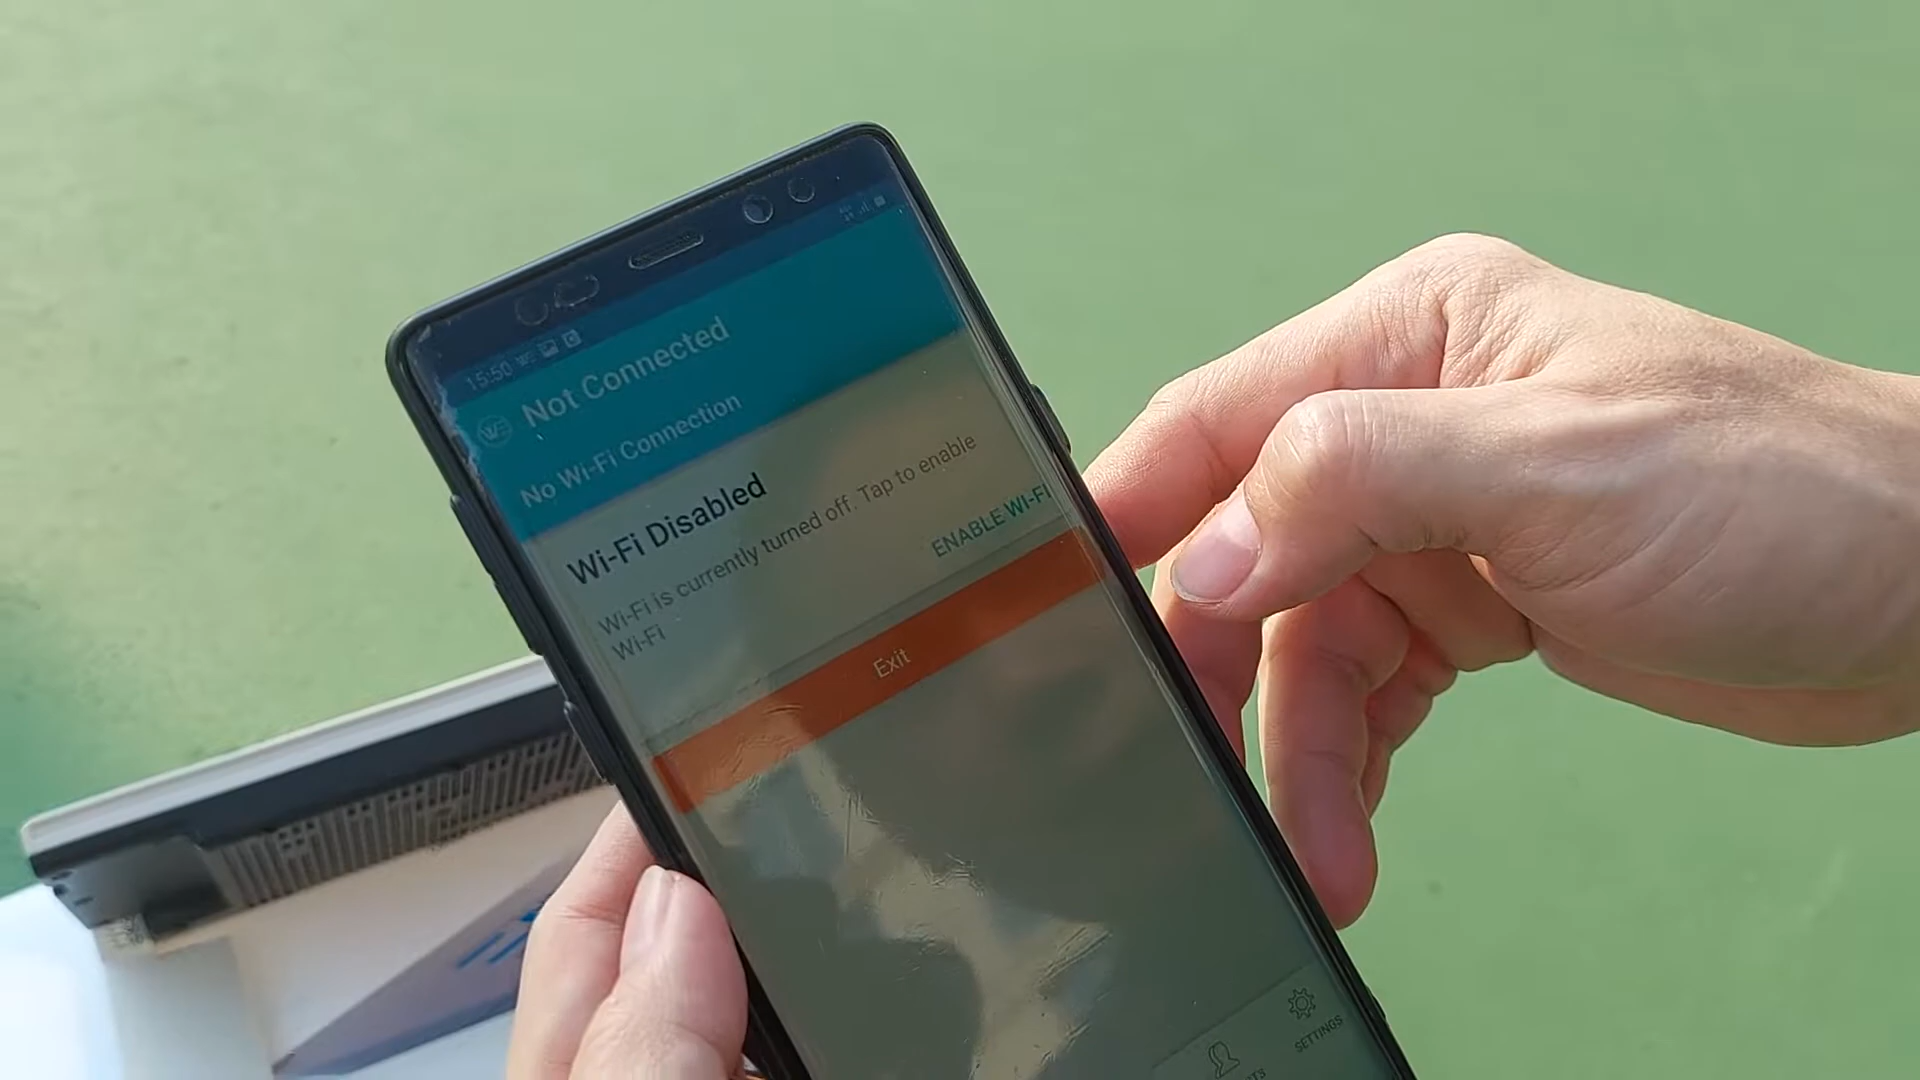 15:50
Not Connected
No Wi-Fi Connection
Wi-Fi Disabled
Wi-Fi is currently turned off. Tap to enable
Wi-Fi
ENABLE WI-FI
Exit
SETTINGS